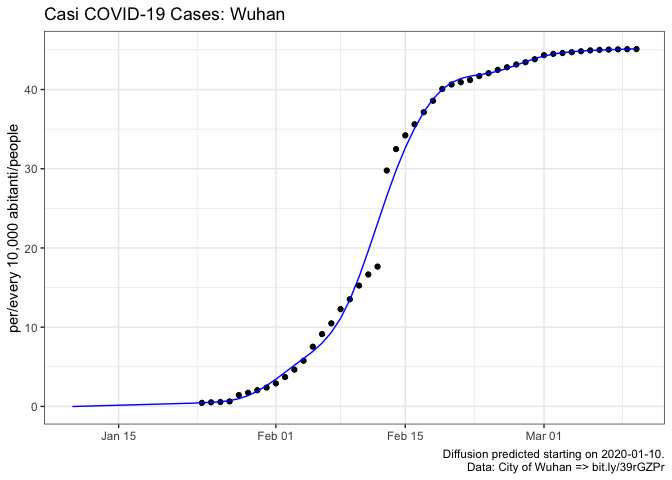 Casi COVID-19 Cases: Wuhan
per/every 10,000 abitanti/people
40
30
20
10
0
Jan 15
Feb 01
Feb 15
Mar 01
Diffusion predicted starting on 2020-01-10.
Data: City of Wuhan => bit.ly/39rGZPr